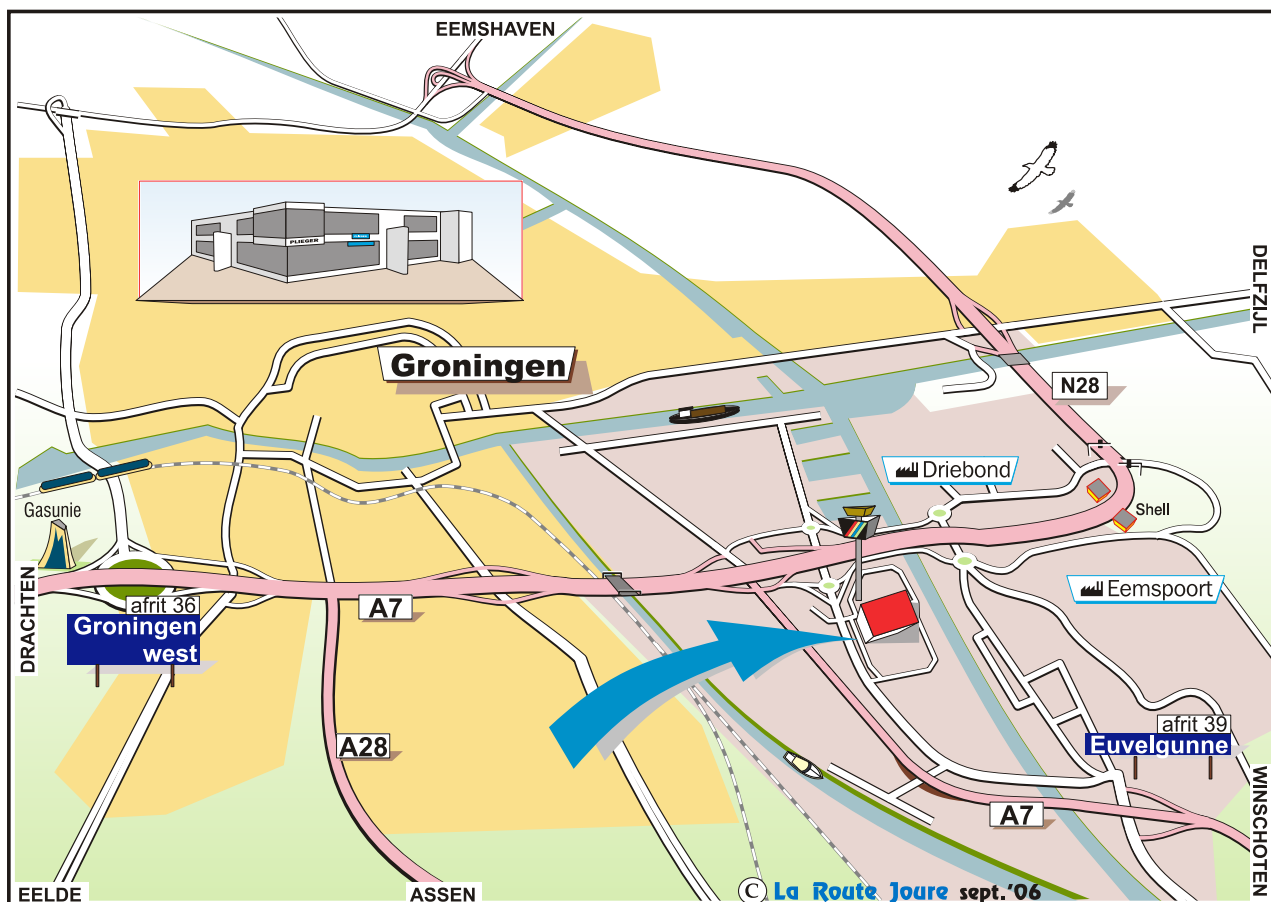 EEMSHAVEN
DELFZIJL
PLIEGER
Groningen
N28
Driebond
Shell
Gasunie
Eemspoort
DRACHTEN
afrit 36
Groningen
west
A7
A28
afrit 39
Euvelgunne
A7
WINSCHOTEN
EELDE
ASSEN
© La Route Joure sept.'06